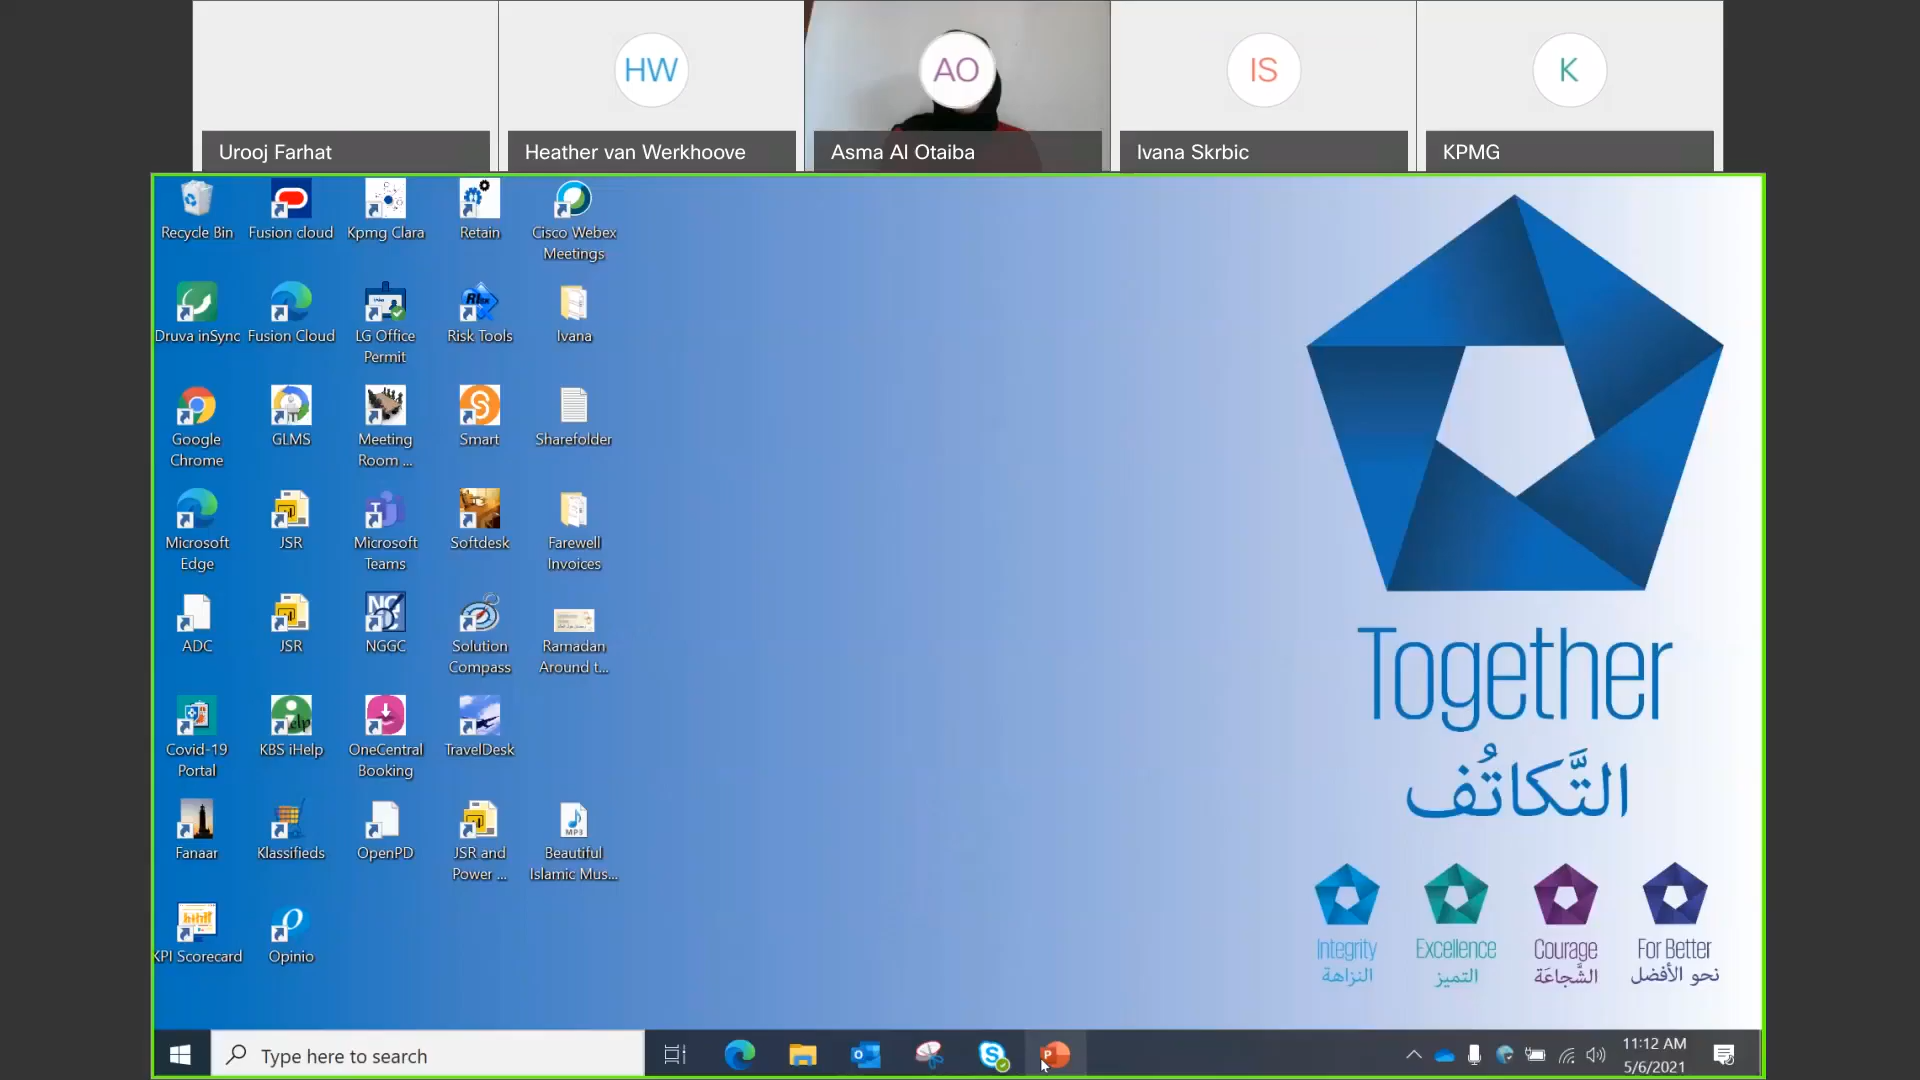 HW
AO
IS
K
Urooj Farhat
Heather van Werkhoove
Asma Al Otaiba
Ivana Skrbic
KPMG
Recycle Bin
Fusion cloud
Kpmg Clara
Retain
Cisco Webex
Meetings
Druva inSync
Fusion Cloud
LG Office
Permit
Risk Tools
Ivana
Google
Chrome
GLMS
Meeting
Room ...
Smart
Sharefolder
Microsoft
Edge
JSR
Microsoft
Teams
Softdesk
Farewell
Invoices
ADC
JSR
NGGC
Solution
Compass
Ramadan
Around t...
Covid-19
Portal
KBS iHelp
OneCentral
Booking
TravelDesk
Fanaar
Klassifieds
OpenPD
JSR and
Power ...
MP3
Beautiful
Islamic Mus...
KPI Scorecard
Opinio
Together
التَّكاتُف
Integrity
النزاهة
Excellence
التميز
Courage
الشَّجاعَة
For Better
نحو الأفضل
Type here to search
11:12 AM
5/6/2021